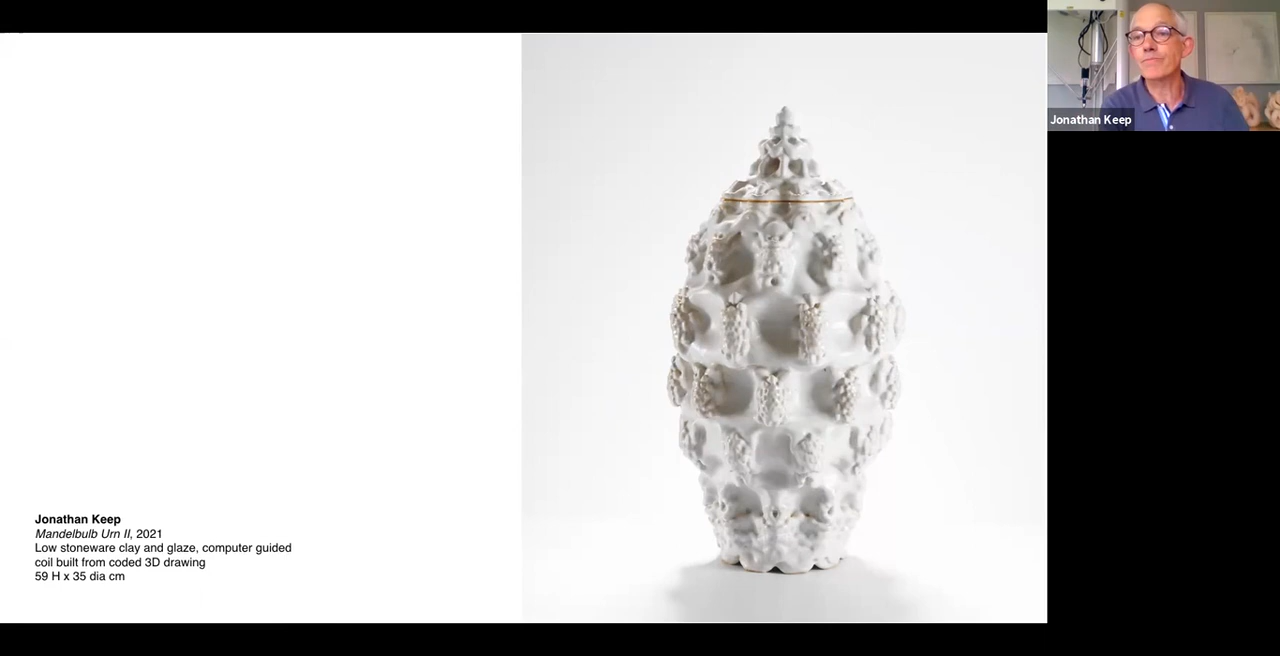 Jonathan Keep
Jonathan Keep
Mandelbulb Urn II, 2021
Low stoneware clay and glaze, computer guided
coil built from coded 3D drawing
59 H x 35 dia cm